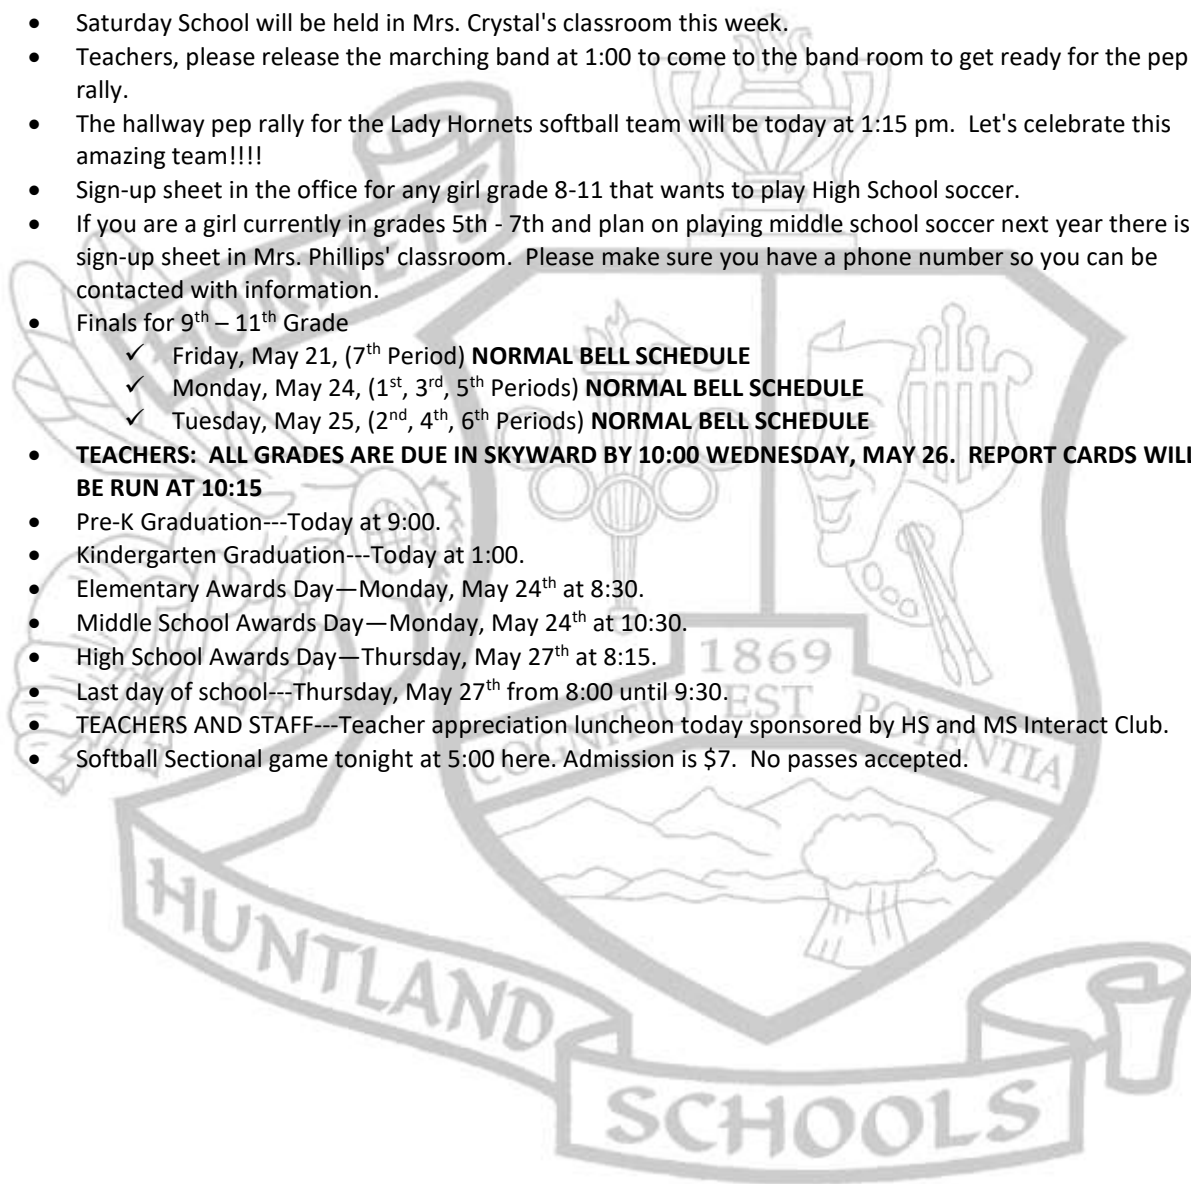 • Saturday School will be held in Mrs. Crystal's classroom this week.
• Teachers, please release the marching band at 1:00 to come to the band room to get ready for the pep
rally.
• The hallway pep rally for the Lady Hornets softball team will be today at 1:15 pm.  Let's celebrate this
amazing team!!!!
• Sign-up sheet in the office for any girl grade 8-11 that wants to play High School soccer.
• If you are a girl currently in grades 5th - 7th and plan on playing middle school soccer next year there is
sign-up sheet in Mrs. Phillips' classroom.  Please make sure you have a phone number so you can be
contacted with information.
• Finals for 9th – 11th Grade
✓ Friday, May 21, (7th Period) NORMAL BELL SCHEDULE
✓ Monday, May 24, (1st, 3rd, 5th Periods) NORMAL BELL SCHEDULE
✓ Tuesday, May 25, (2nd, 4th, 6th Periods) NORMAL BELL SCHEDULE
• TEACHERS:  ALL GRADES ARE DUE IN SKYWARD BY 10:00 WEDNESDAY, MAY 26.  REPORT CARDS WILL
BE RUN AT 10:15
• Pre-K Graduation---Today at 9:00.
• Kindergarten Graduation---Today at 1:00.
• Elementary Awards Day—Monday, May 24th at 8:30.
• Middle School Awards Day—Monday, May 24th at 10:30.
• High School Awards Day—Thursday, May 27th at 8:15.
• Last day of school---Thursday, May 27th from 8:00 until 9:30.
• TEACHERS AND STAFF---Teacher appreciation luncheon today sponsored by HS and MS Interact Club.
• Softball Sectional game tonight at 5:00 here. Admission is $7.  No passes accepted.
HORNETS
1869
EST
COGNITIO POTENTIA
HUNTLAND
SCHOOLS